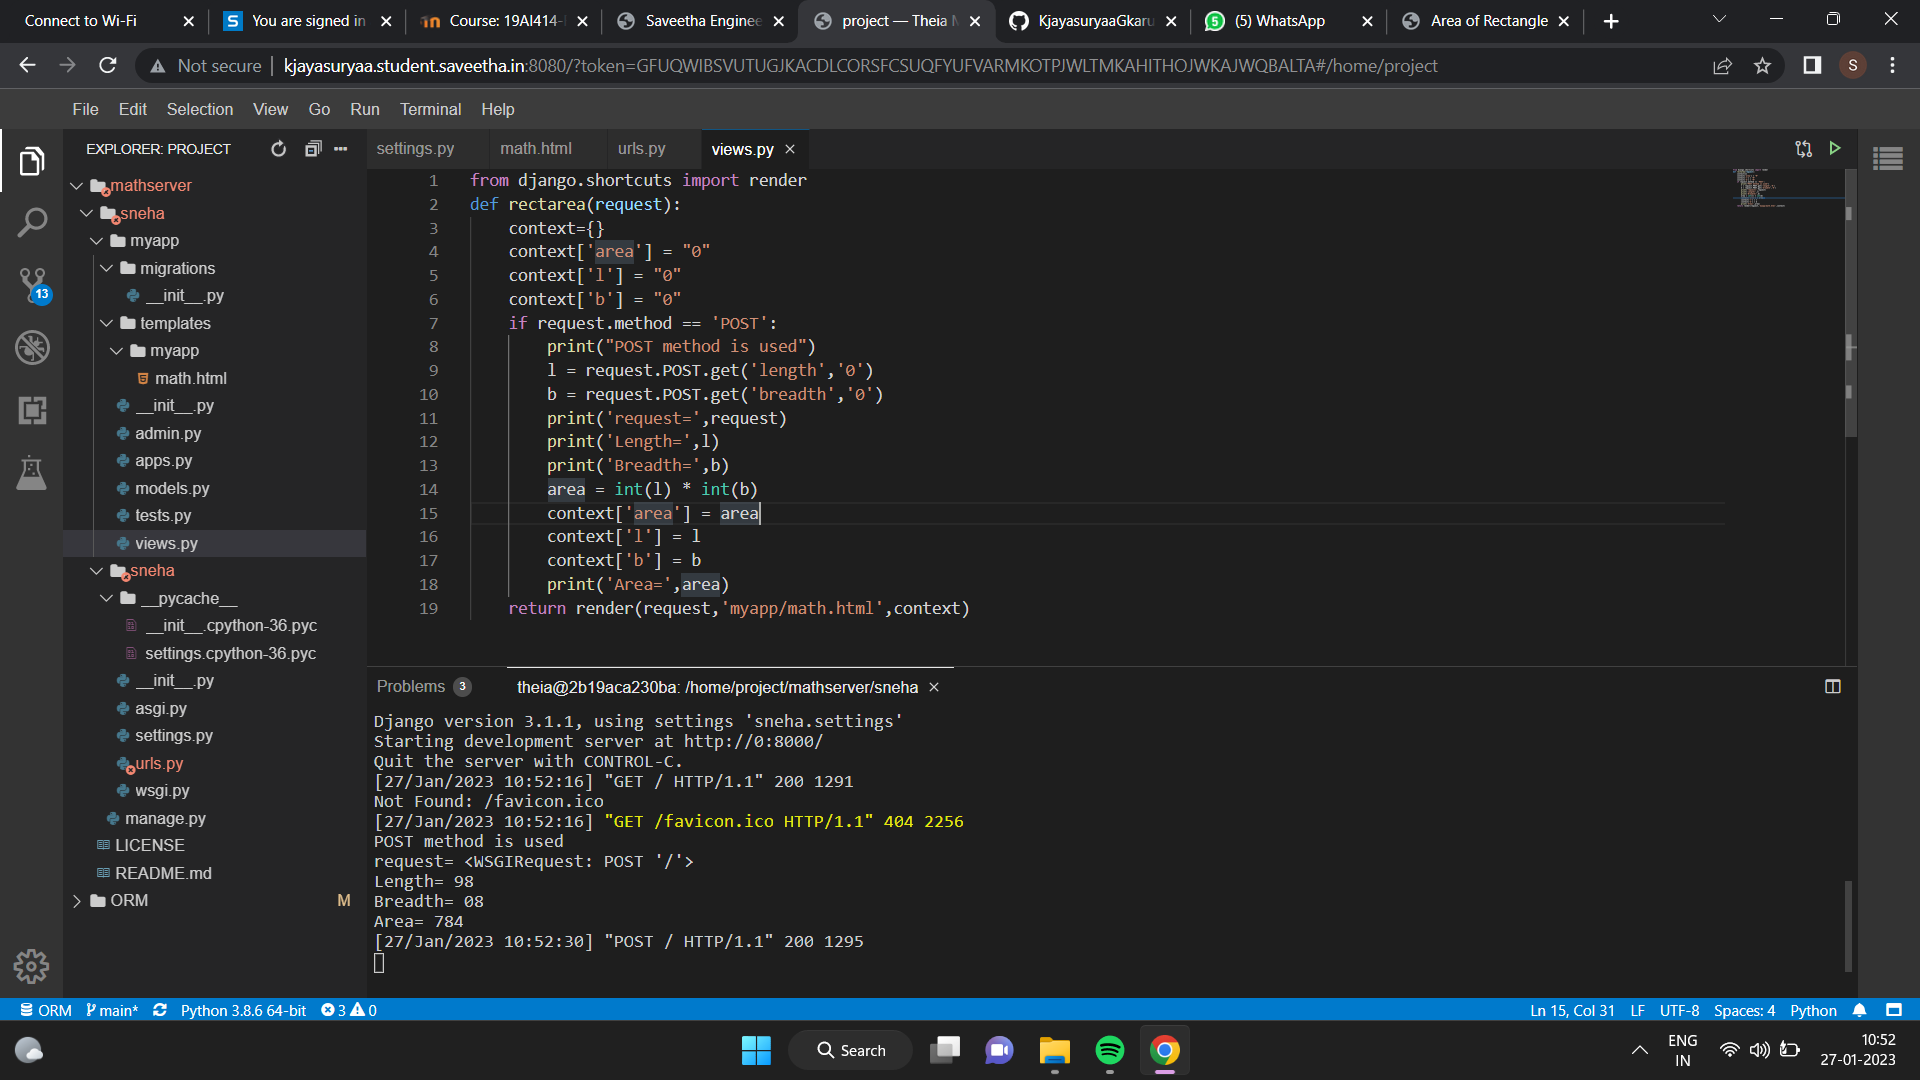 Connect to Wi-Fi
You are signed in
Course: 19AI414-
Saveetha Enginee
project — Theia
KjayasuryaaGkaru
(5) WhatsApp
Area of Rectangle
Not secure
kjayasuryaa.student.saveetha.in:8080/?token=GFUQWIBSVUTUGJKACDLCORSFCSUQFYUFVARMKOTPJWLTMKAHITHOJWKAJWQBALTA#/home/project
S
File Edit Selection View Go Run Terminal Help
EXPLORER: PROJECT
mathserver
sneha
myapp
migrations
__init__.py
templates
myapp
math.html
__init__.py
admin.py
apps.py
models.py
tests.py
views.py
sneha
__pycache__
__init__.cpython-36.pyc
settings.cpython-36.pyc
__init__.py
asgi.py
settings.py
urls.py
wsgi.py
manage.py
LICENSE
README.md
ORM M
13
settings.py math.html urls.py views.py
1 from django.shortcuts import render
2 def rectarea(request):
3 context={}
4 context['area'] = "0"
5 context['l'] = "0"
6 context['b'] = "0"
7 if request.method == 'POST':
8 print("POST method is used")
9 l = request.POST.get('length','0')
10 b = request.POST.get('breadth','0')
11 print('request=',request)
12 print('Length=',l)
13 print('Breadth=',b)
14 area = int(l) * int(b)
15 context['area'] = area
16 context['l'] = l
17 context['b'] = b
18 print('Area=',area)
19 return render(request,'myapp/math.html',context)
Problems 3
theia@2b19aca230ba: /home/project/mathserver/sneha
Django version 3.1.1, using settings 'sneha.settings'
Starting development server at http://0:8000/
Quit the server with CONTROL-C.
[27/Jan/2023 10:52:16] "GET / HTTP/1.1" 200 1291
Not Found: /favicon.ico
[27/Jan/2023 10:52:16] "GET /favicon.ico HTTP/1.1" 404 2256
POST method is used
request= <WSGIRequest: POST '/'>
Length= 98
Breadth= 08
Area= 784
[27/Jan/2023 10:52:30] "POST / HTTP/1.1" 200 1295
ORM main* Python 3.8.6 64-bit 3 0
Ln 15, Col 31 LF UTF-8 Spaces: 4 Python
Search
ENG
IN
10:52
27-01-2023